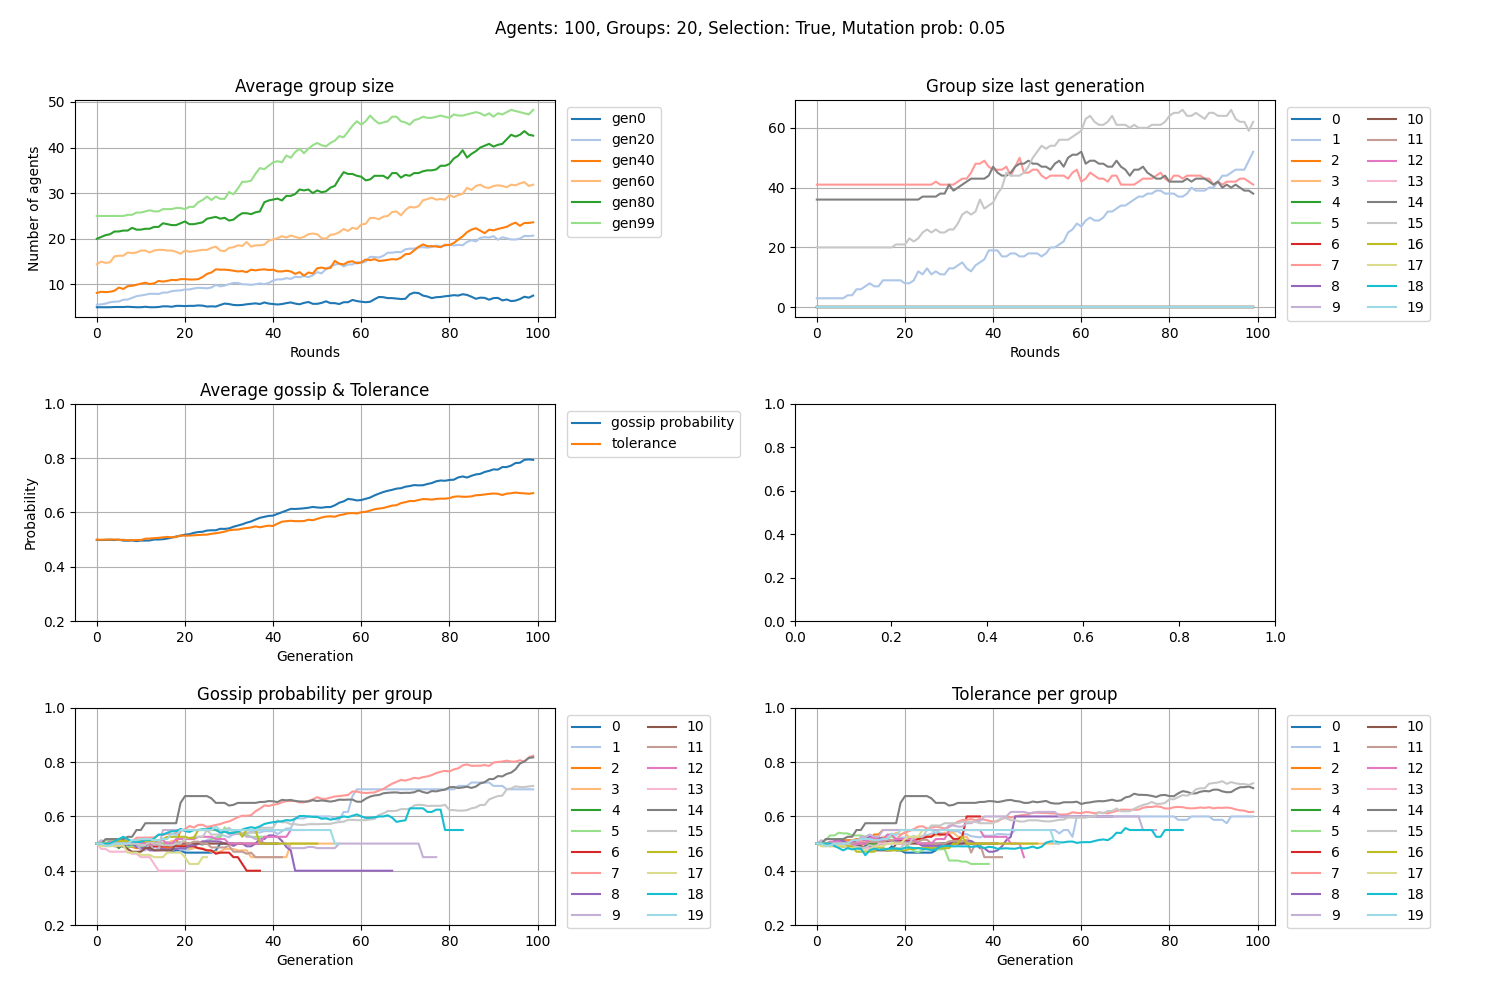 Agents: 100, Groups: 20, Selection: True, Mutation prob: 0.05
Average group size
Number of agents
50
40
30
20
10
0 20 40 60 80 100
Rounds
gen0
gen20
gen40
gen60
gen80
gen99
Group size last generation
60
40
20
0
0 20 40 60 80 100
Rounds
0 10
1 11
2 12
3 13
4 14
5 15
6 16
7 17
8 18
9 19
Average gossip & Tolerance
Probability
1.0
0.8
0.6
0.4
0.2
0 20 40 60 80 100
Generation
gossip probability
tolerance
1.0
0.8
0.6
0.4
0.2
0.0
0.0 0.2 0.4 0.6 0.8 1.0
Gossip probability per group
1.0
0.8
0.6
0.4
0.2
0 20 40 60 80 100
Generation
0 10
1 11
2 12
3 13
4 14
5 15
6 16
7 17
8 18
9 19
Tolerance per group
1.0
0.8
0.6
0.4
0.2
0 20 40 60 80 100
Generation
0 10
1 11
2 12
3 13
4 14
5 15
6 16
7 17
8 18
9 19